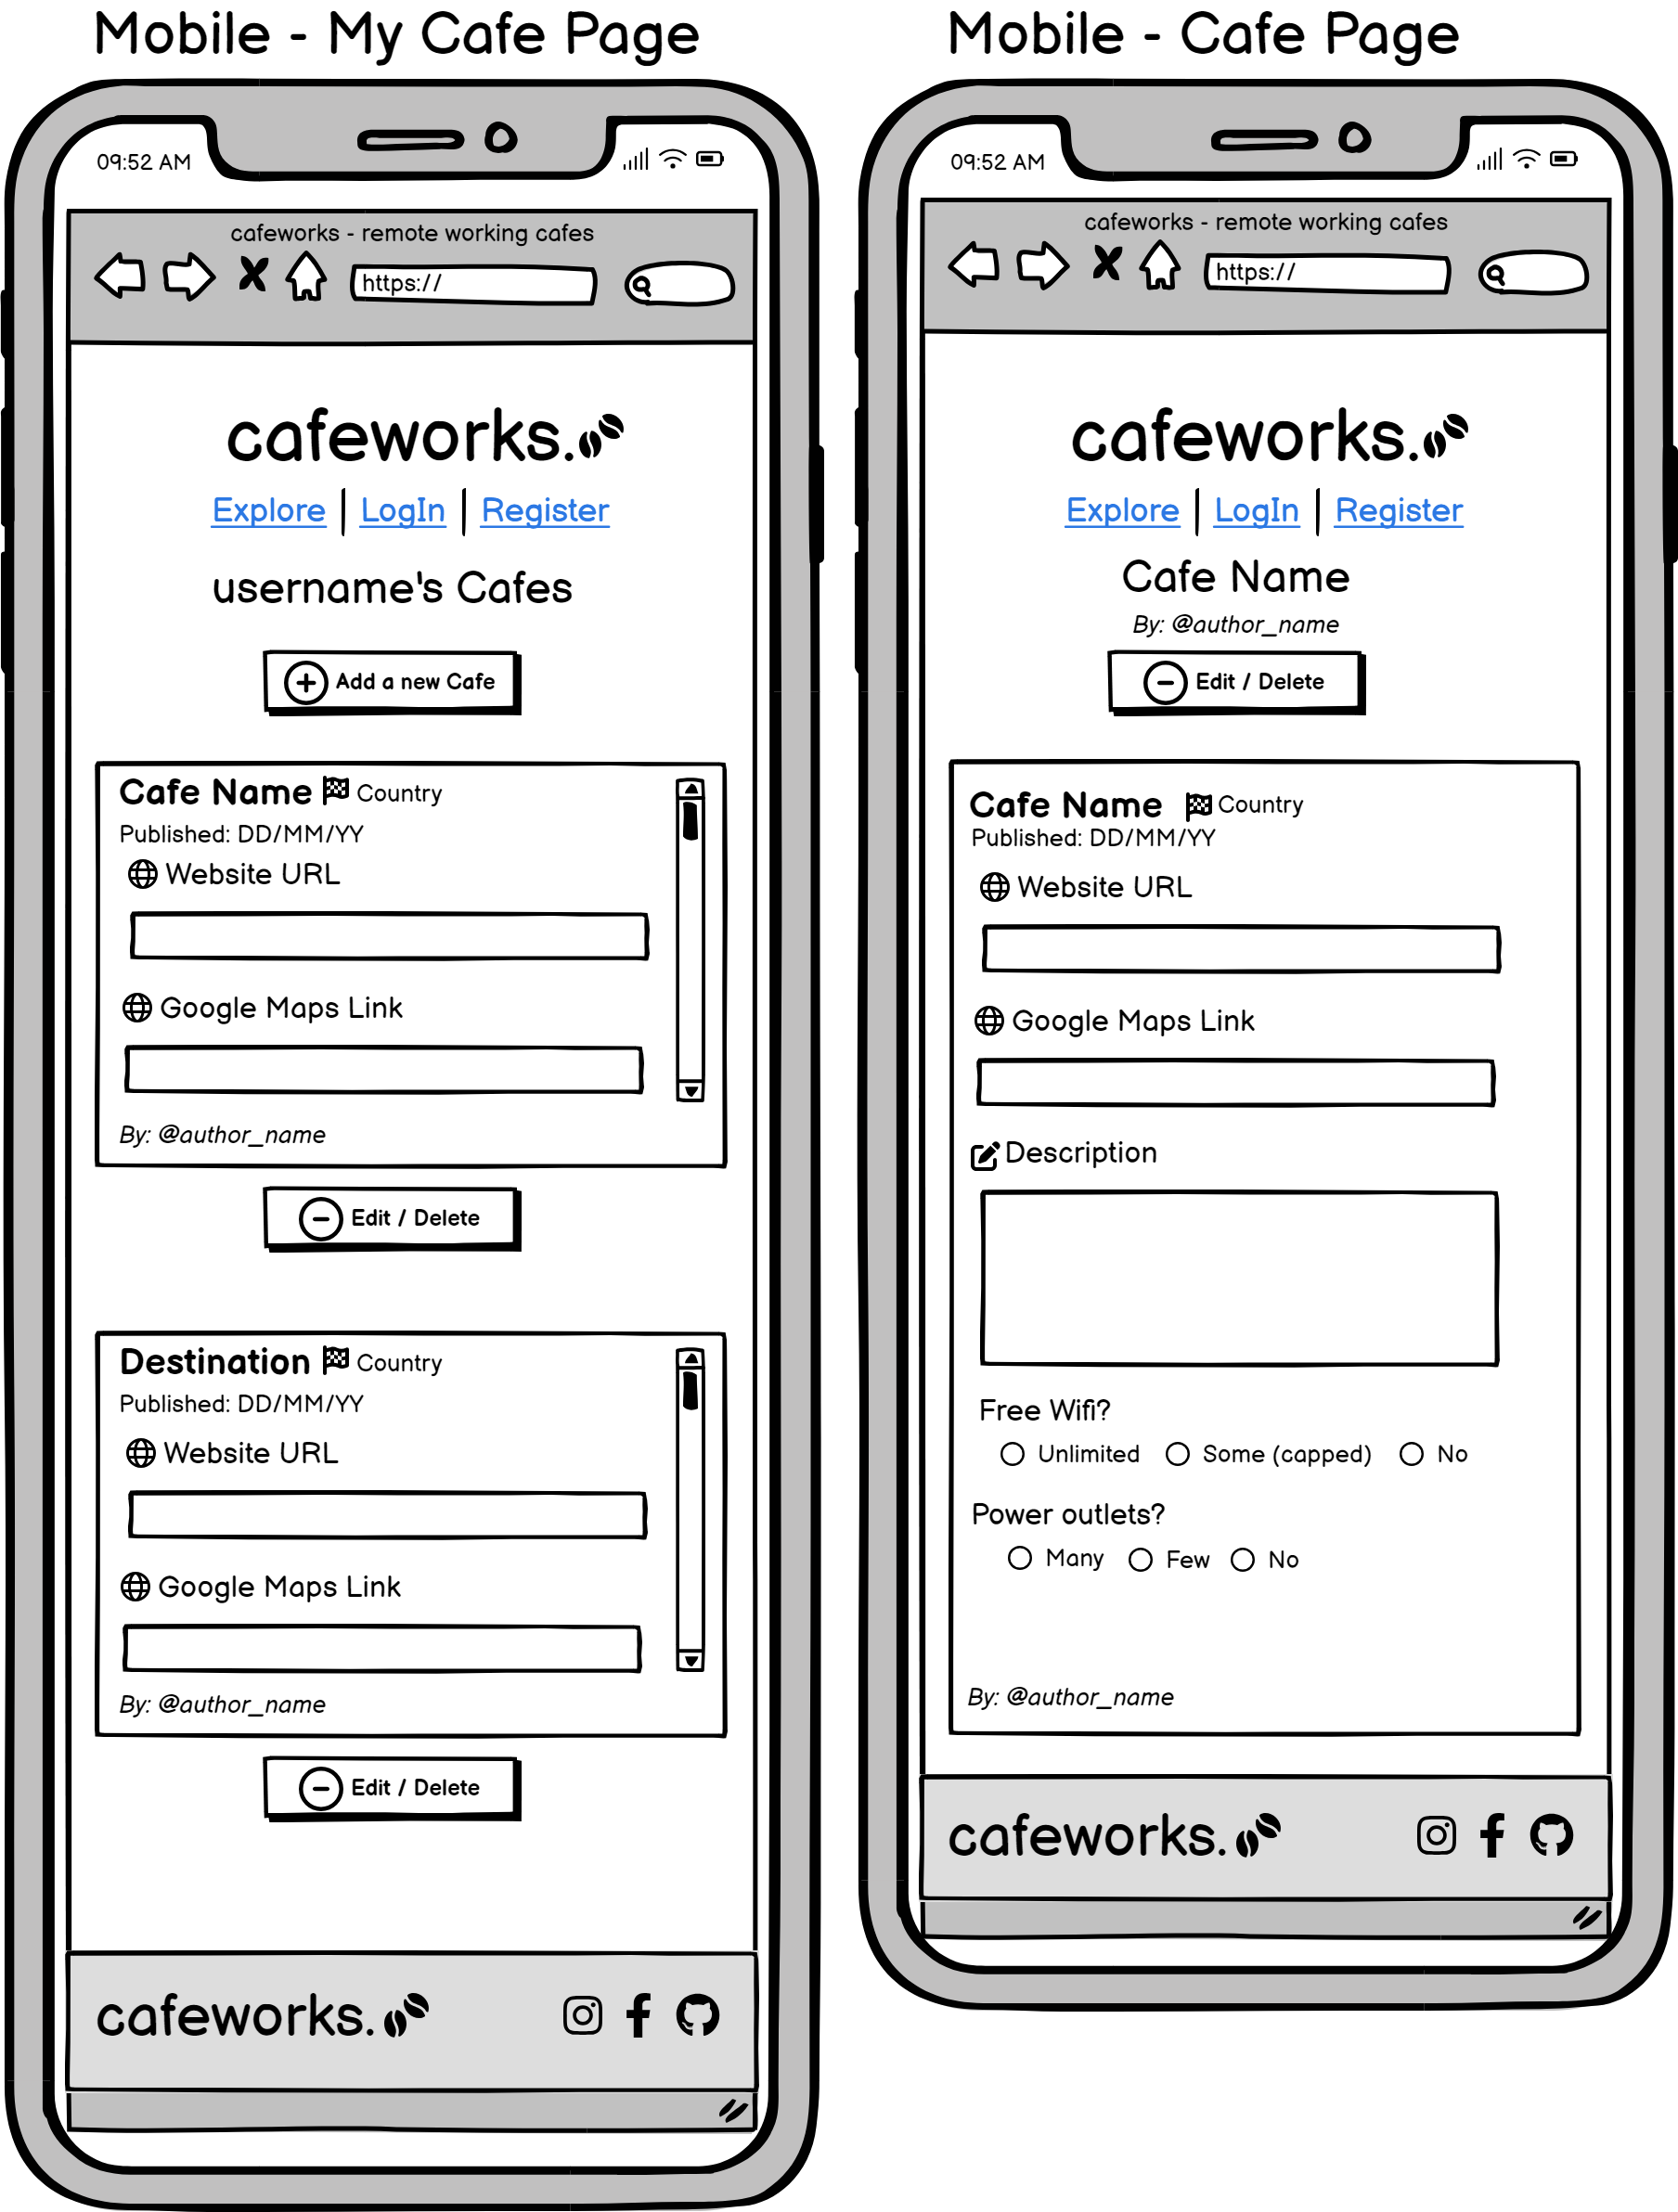 Mobile - My Cafe Page
09:52 AM
cafeworks - remote working cafes
https://
cafeworks.
Explore | LogIn | Register
username's Cafes
Add a new Cafe
Cafe Name Country
Published: DD/MM/YY
Website URL
Google Maps Link
By: @author_name
Edit / Delete
Destination Country
Published: DD/MM/YY
Website URL
Google Maps Link
By: @author_name
Edit / Delete
cafeworks.
Mobile - Cafe Page
09:52 AM
cafeworks - remote working cafes
https://
cafeworks.
Explore | LogIn | Register
Cafe Name
By: @author_name
Edit / Delete
Cafe Name Country
Published: DD/MM/YY
Website URL
Google Maps Link
Description
Free Wifi?
Unlimited Some (capped) No
Power outlets?
Many Few No
By: @author_name
cafeworks.